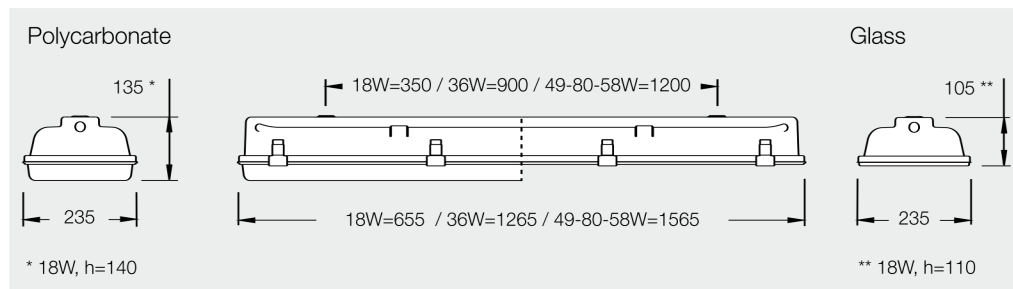 Polycarbonate
Glass
135 *
18W=350 / 36W=900 / 49-80-58W=1200
105 **
235
18W=655 / 36W=1265 / 49-80-58W=1565
235
* 18W, h=140
** 18W, h=110